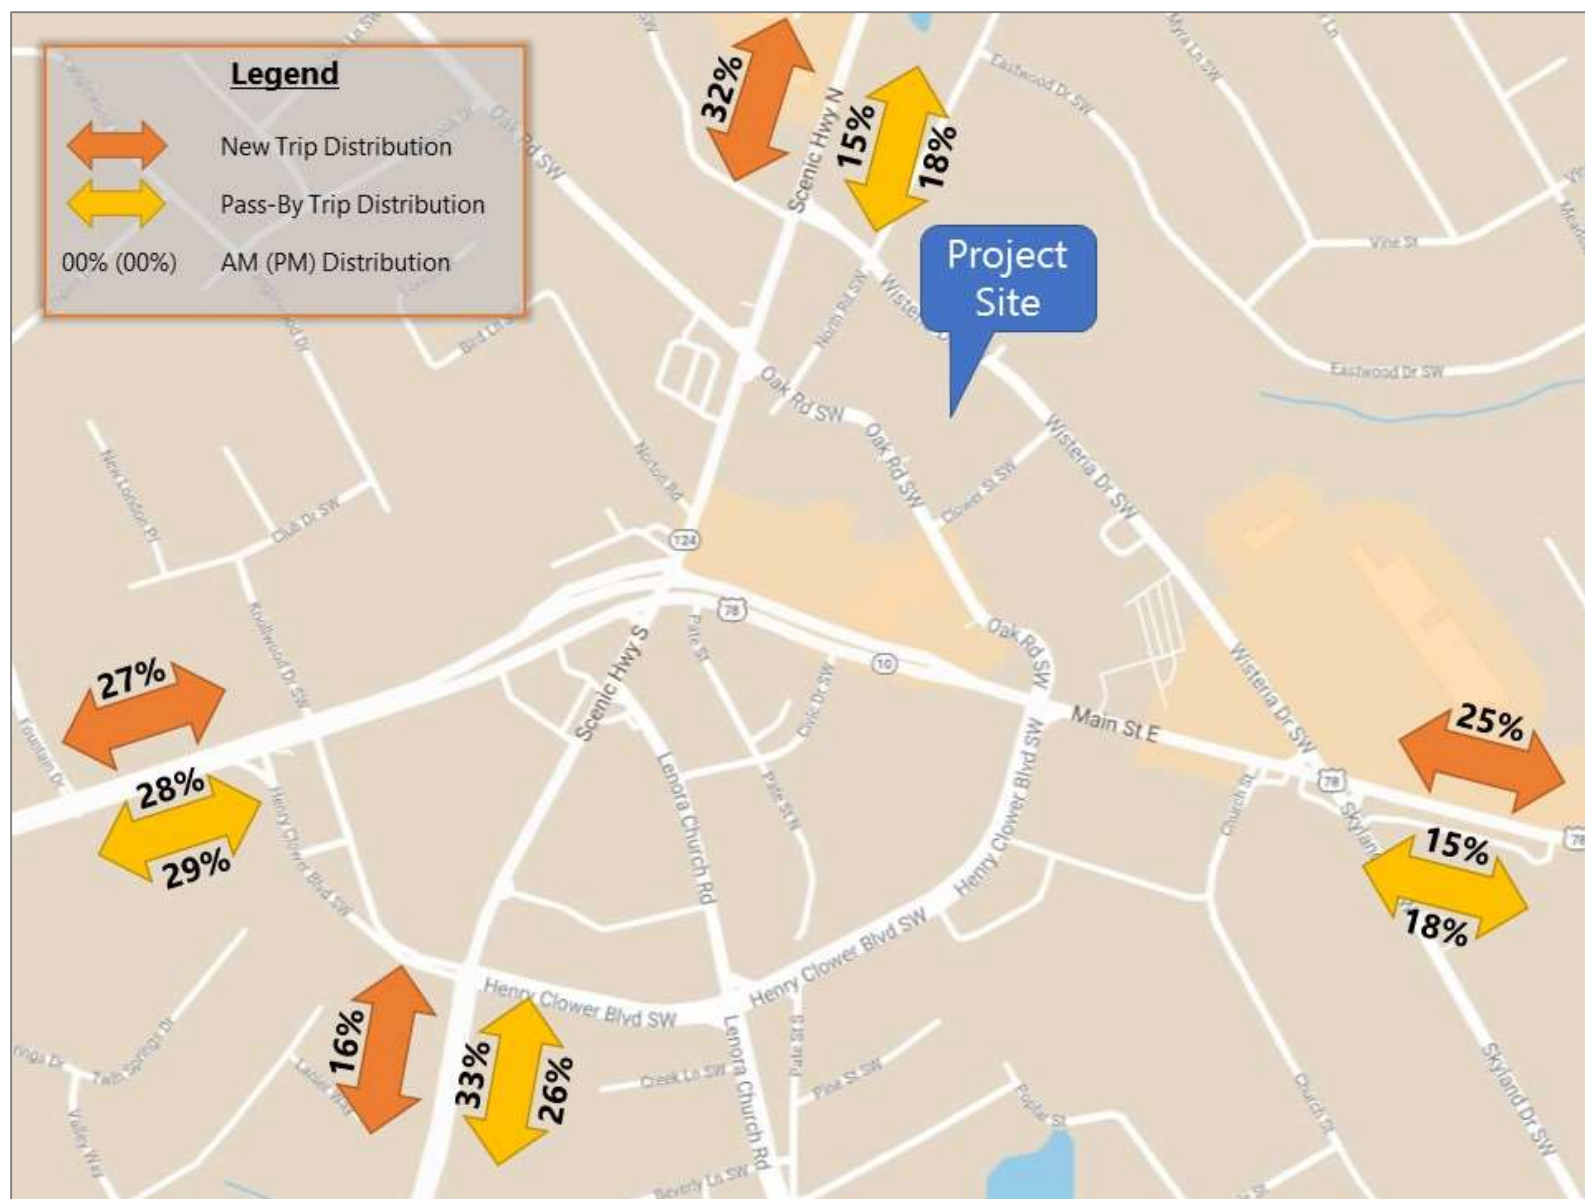 Legend
New Trip Distribution
Pass-By Trip Distribution
00% (00%) AM (PM) Distribution
32%
15%
18%
Scenic Hwy N
Eastwood Dr SW
Myra Ln SW
Oak Rd SW
Project
Site
Vine St
North Rd SW
Eastwood Dr SW
Oak Rd SW
Oak Rd SW
Wisteria Dr SW
Norton Rd
Clower St SW
New London Pl
Club Dr SW
124
78
Knollwood Dr SW
Pate St
Scenic Hwy S
Oak Rd SW
10
Civic Dr SW
Wisteria Dr SW
27%
Main St E
25%
Fountain Dr
28%
29%
Lenora Church Rd
Pate St N
Henry Clower Blvd SW
Church St
78
78
15%
18%
Henry Clower Blvd SW
Henry Clower Blvd SW
Henry Clower Blvd SW
16%
33%
26%
Twin Springs Dr
Valley Way
Creek Ln SW
Lenora Church Rd
Pate St S
Pine St SW
Poplar St
Church St
Skyland Dr SW
Beverly Ln SW